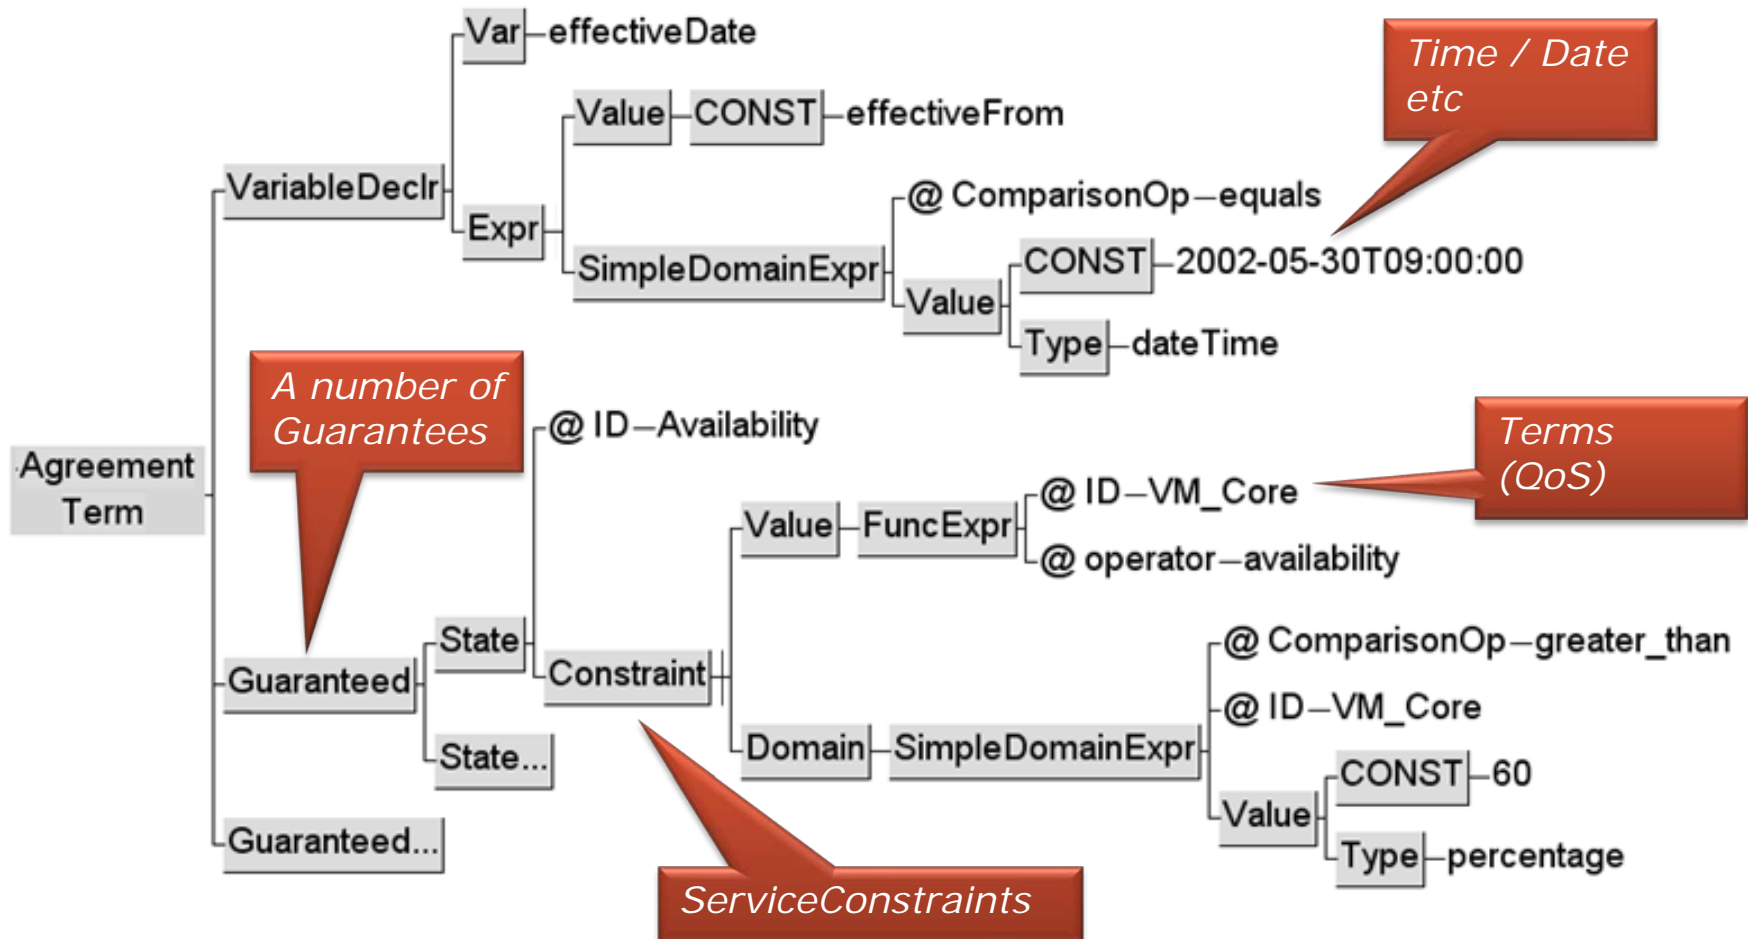 Var
effectiveDate
Time / Date
etc
Value
CONST
effectiveFrom
VariableDeclr
@ ComparisonOp
equals
Expr
SimpleDomainExpr
CONST
2002-05-30T09:00:00
Value
Type
dateTime
A number of
Guarantees
@ ID
Availability
Terms
(QoS)
Agreement
Term
@ ID
VM_Core
Value
FuncExpr
@ operator
availability
State
@ ComparisonOp
greater_than
Guaranteed
Constraint
@ ID
VM_Core
State...
Domain
SimpleDomainExpr
CONST
60
Value
Guaranteed...
Type
percentage
ServiceConstraints